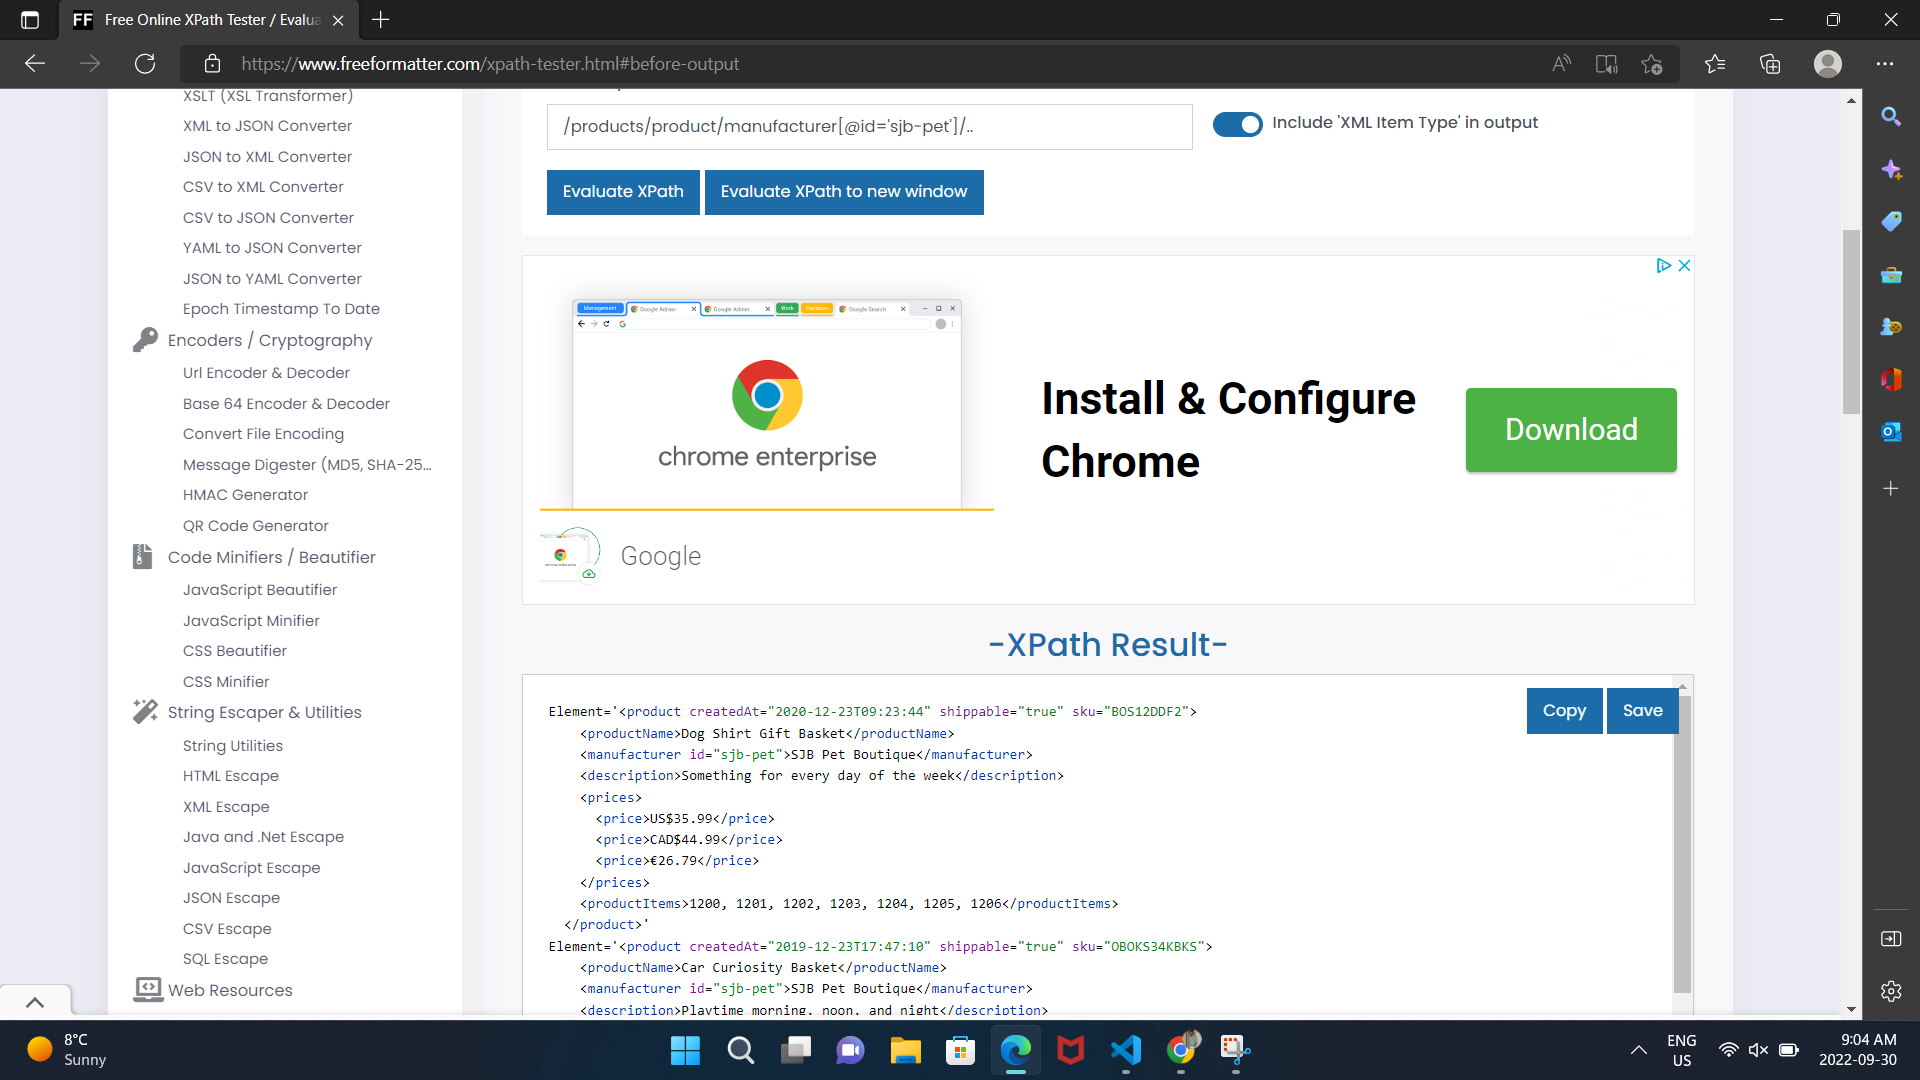 FF Free Online XPath Tester / Evalua
https://www.freeformatter.com/xpath-tester.html#before-output
XSLT (XSL Transformer)
XML to JSON Converter
JSON to XML Converter
CSV to XML Converter
CSV to JSON Converter
YAML to JSON Converter
JSON to YAML Converter
Epoch Timestamp To Date
Encoders / Cryptography
Url Encoder & Decoder
Base 64 Encoder & Decoder
Convert File Encoding
Message Digester (MD5, SHA-25...
HMAC Generator
QR Code Generator
Code Minifiers / Beautifier
JavaScript Beautifier
JavaScript Minifier
CSS Beautifier
CSS Minifier
String Escaper & Utilities
String Utilities
HTML Escape
XML Escape
Java and .Net Escape
JavaScript Escape
JSON Escape
CSV Escape
SQL Escape
Web Resources
/products/product/manufacturer[@id='sjb-pet']/..
Include 'XML Item Type' in output
Evaluate XPath
Evaluate XPath to new window
Management Google Admin Google Admin Work Vacation Google Search
chrome enterprise
Install & Configure
Chrome
Download
Google
-XPath Result-
Copy
Save
Element='<product createdAt="2020-12-23T09:23:44" shippable="true" sku="BOS12DDF2">
<productName>Dog Shirt Gift Basket</productName>
<manufacturer id="sjb-pet">SJB Pet Boutique</manufacturer>
<description>Something for every day of the week</description>
<prices>
<price>US$35.99</price>
<price>CAD$44.99</price>
<price>€26.79</price>
</prices>
<productItems>1200, 1201, 1202, 1203, 1204, 1205, 1206</productItems>
</product>'
Element='<product createdAt="2019-12-23T17:47:10" shippable="true" sku="OBOKS34KBKS">
<productName>Car Curiosity Basket</productName>
<manufacturer id="sjb-pet">SJB Pet Boutique</manufacturer>
<description>Playtime morning, noon, and night</description>
8°C
Sunny
ENG
US
9:04 AM
2022-09-30